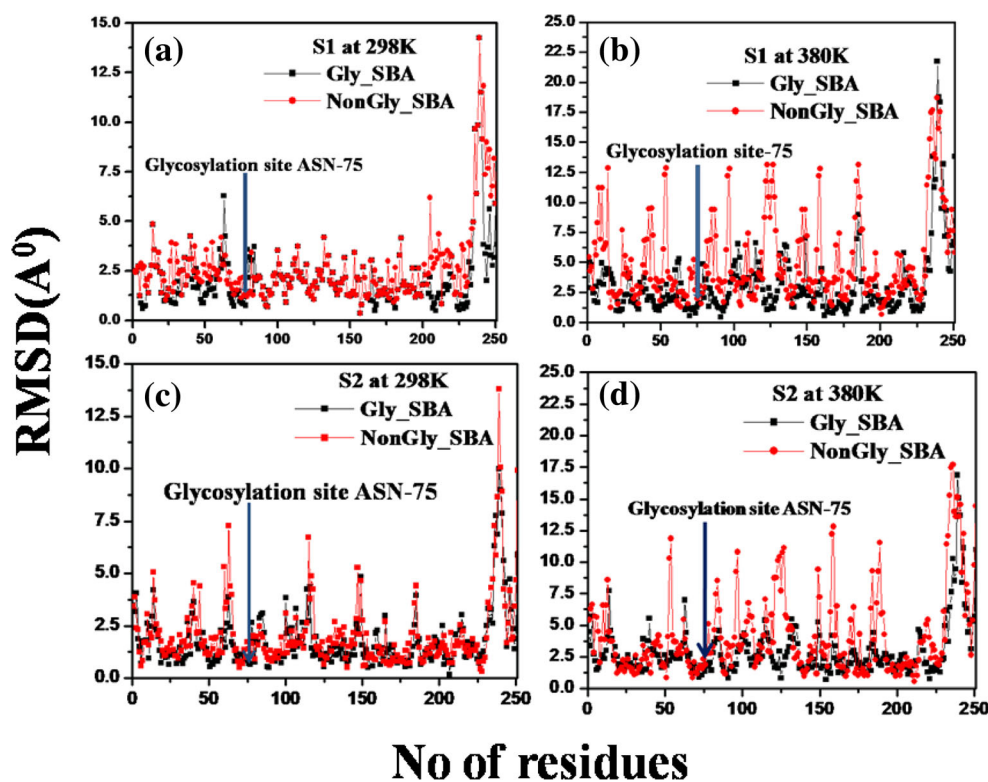 RMSD(A⁰)
(a)
S1 at 298K
Gly_SBA
NonGly_SBA
Glycosylation site ASN-75
15.0
12.5
10.0
7.5
5.0
2.5
0.0
0 50 100 150 200 250
(b)
S1 at 380K
Gly_SBA
NonGly_SBA
Glycosylation site-75
25.0
22.5
20.0
17.5
15.0
12.5
10.0
7.5
5.0
2.5
0.0
0 50 100 150 200 250
(c)
S2 at 298K
Gly_SBA
NonGly_SBA
Glycosylation site ASN-75
15.0
12.5
10.0
7.5
5.0
2.5
0.0
0 50 100 150 200 250
(d)
S2 at 380K
Gly_SBA
NonGly_SBA
Glycosylation site ASN-75
25.0
22.5
20.0
17.5
15.0
12.5
10.0
7.5
5.0
2.5
0.0
0 50 100 150 200 250
No of residues